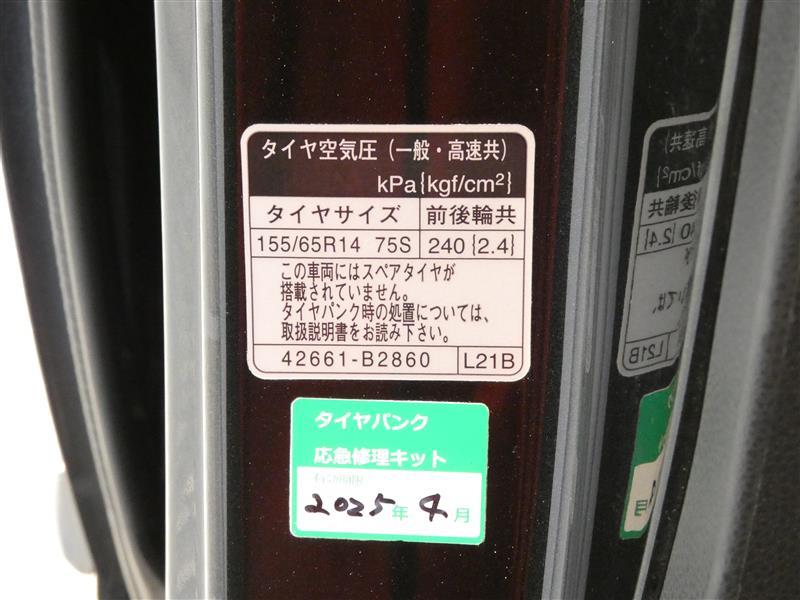 タイヤ空気圧（一般・高速共）
kPa{kgf/cm²}
タイヤサイズ 前後輪共
155/65R14 75S 240{2.4}
この車両にはスペアタイヤが
搭載されていません。
タイヤパンク時の処置については、
取扱説明書をお読み下さい。
42661-B2860 L21B
タイヤパンク
応急修理キット
有効期限
2025年4月